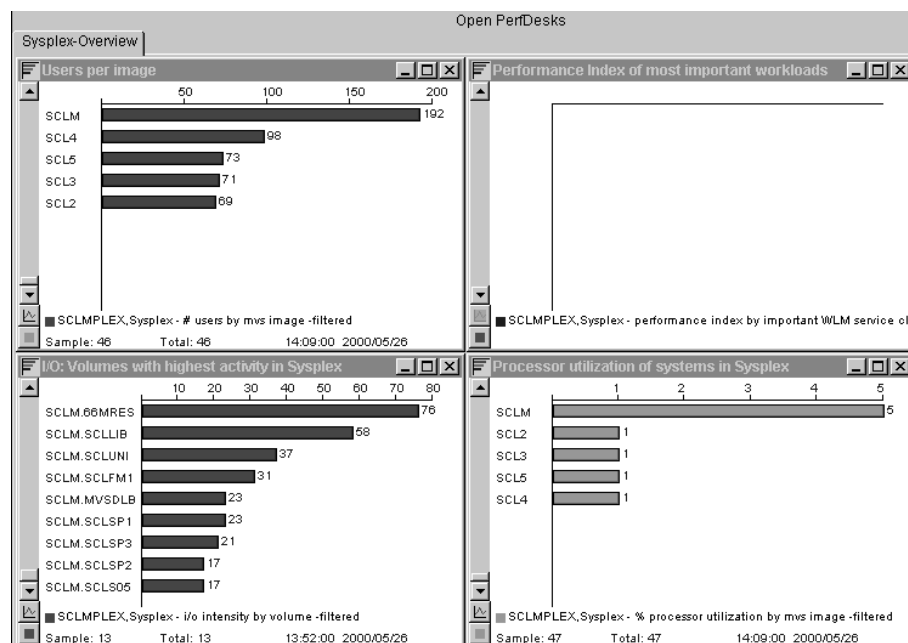 Open PerfDesks
Sysplex-Overview
Users per image
50 100 150 200
SCLM 192
SCL4 98
SCL5 73
SCL3 71
SCL2 69
SCLMPLEX,Sysplex - # users by mvs image -filtered
Sample: 46 Total: 46 14:09:00 2000/05/26
Performance Index of most important workloads
SCLMPLEX,Sysplex - performance index by important WLM service cl
I/O: Volumes with highest activity in Sysplex
10 20 30 40 50 60 70 80
SCLM.66MRES 76
SCLM.SCLLIB 58
SCLM.SCLUNI 37
SCLM.SCLFM1 31
SCLM.MVSDLB 23
SCLM.SCLSP1 23
SCLM.SCLSP3 21
SCLM.SCLSP2 17
SCLM.SCLS05 17
SCLMPLEX,Sysplex - i/o intensity by volume -filtered
Sample: 13 Total: 13 13:52:00 2000/05/26
Processor utilization of systems in Sysplex
1 2 3 4 5
SCLM 5
SCL2 1
SCL3 1
SCL5 1
SCL4 1
SCLMPLEX,Sysplex - % processor utilization by mvs image -filtered
Sample: 47 Total: 47 14:09:00 2000/05/26